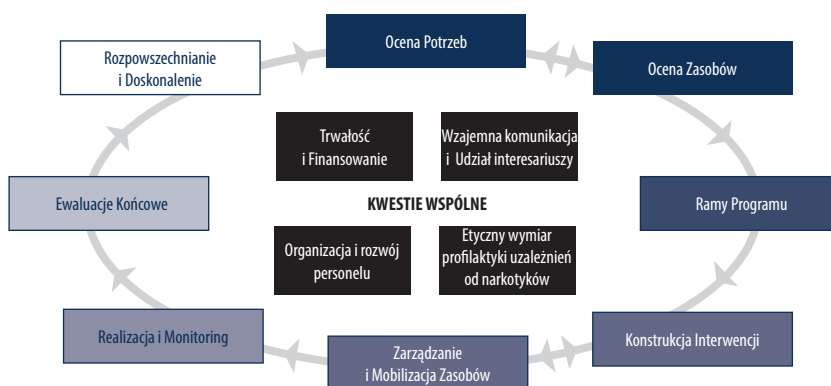 Ocena Potrzeb
Rozpowszechnianie
i Doskonalenie
Ocena Zasobów
Trwałość
i Finansowanie
Wzajemna komunikacja
i Udział interesariuszy
Ewaluacje Końcowe
KWESTIE WSPÓLNE
Ramy Programu
Organizacja i rozwój
personelu
Etyczny wymiar
profilaktyki uzależnień
od narkotyków
Realizacja i Monitoring
Zarządzanie
i Mobilizacja Zasobów
Konstrukcja Interwencji